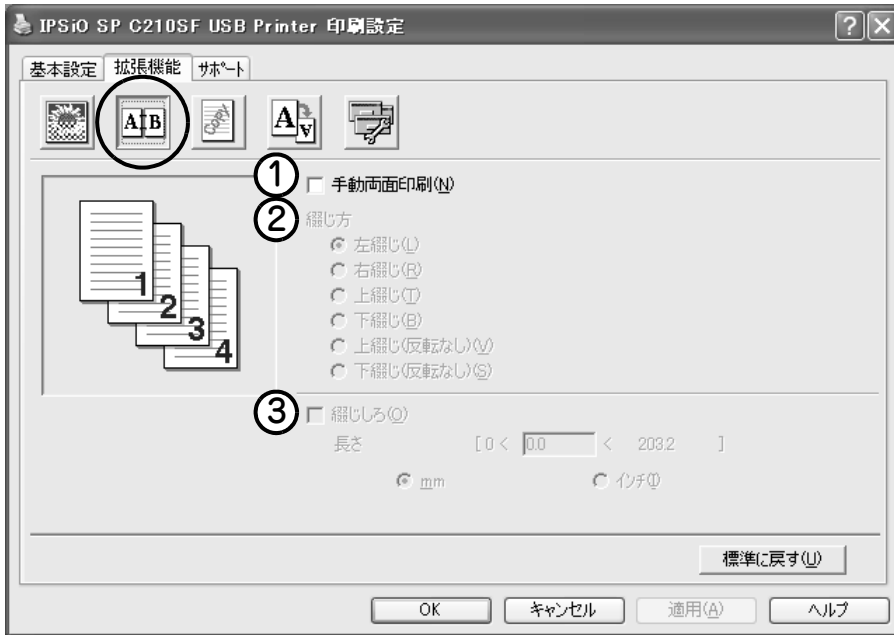 IPSiO SP C210SF USB Printer 印刷設定
基本設定 拡張機能 サポート
A B COPY A A
① 手動両面印刷(N)
② 綴じ方
左綴じ(L)
右綴じ(R)
上綴じ(T)
下綴じ(B)
上綴じ(反転なし)(V)
下綴じ(反転なし)(S)
1
2
3
4
③ 綴じしろ(O)
長さ [ 0 < 0.0 < 203.2 ]
mm インチ(I)
標準に戻す(U)
OK キャンセル 適用(A) ヘルプ